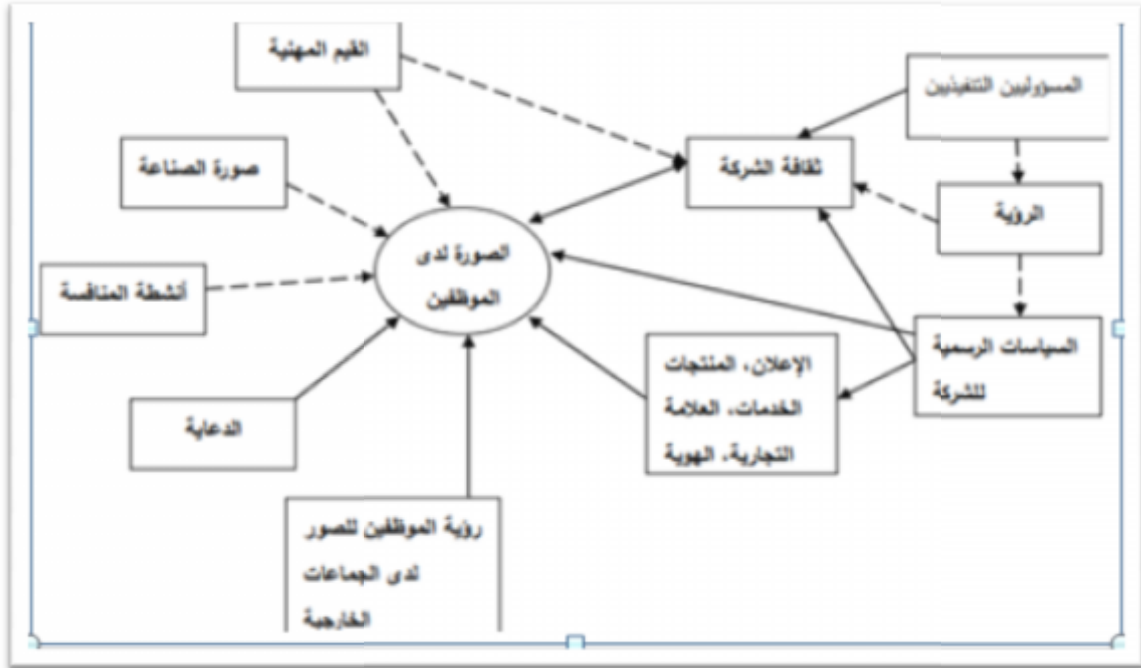 القيم المهنية
المسؤوليين التنفيذيين
صورة الصناعة
ثقافة الشركة
الرؤية
الصورة لدى
الموظفين
أنشطة المنافسة
السياسات الرسمية
للشركة
الإعلان، المنتجات
الخدمات، العلامة
التجارية، الهوية
الدعاية
رؤية الموظفين للصور
لدى الجماعات
الخارجية